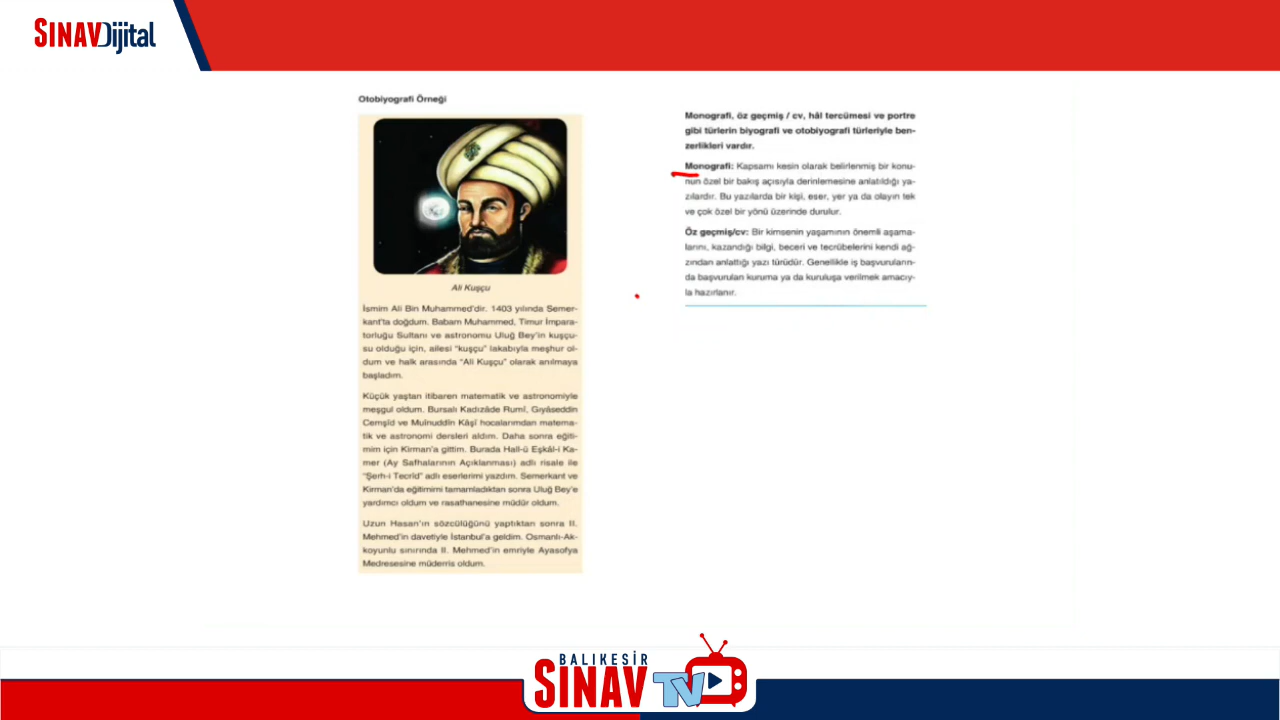 SINAVDijital
Otobiyografi Örneği
Ali Kuşçu
İsmim Ali Bin Muhammed'dir. 1403 yılında Semer-
kant'ta doğdum. Babam Muhammed, Timur İmpara-
torluğu Sultanı ve astronomu Uluğ Bey'in kuşçu-
su olduğu için, ailesi "kuşçu" lakabıyla meşhur ol-
dum ve halk arasında "Ali Kuşçu" olarak anılmaya
başladım.
Küçük yaştan itibaren matematik ve astronomiyle
meşgul oldum. Bursalı Kadızâde Rumî, Gıyâseddin
Cemşîd ve Muînuddîn Kâşî hocalarımdan matema-
tik ve astronomi dersleri aldım. Daha sonra eğiti-
mim için Kirman'a gittim. Burada Hall-ü Eşkâl-i Ka-
mer (Ay Safhalarının Açıklanması) adlı risale ile
"Şerh-i Tecrîd" adlı eserlerimi yazdım. Semerkant ve
Kirman'da eğitimimi tamamladıktan sonra Uluğ Bey'e
yardımcı oldum ve rasathanesine müdür oldum.
Uzun Hasan'ın sözcülüğünü yaptıktan sonra II.
Mehmed'in davetiyle İstanbul'a geldim. Osmanlı-Ak-
koyunlu sınırında II. Mehmed'in emriyle Ayasofya
Medresesine müderris oldum.
Monografi, öz geçmiş / cv, hâl tercümesi ve portre
gibi türlerin biyografi ve otobiyografi türleriyle ben-
zerlikleri vardır.
Monografi: Kapsamı kesin olarak belirlenmiş bir konu-
nun özel bir bakış açısıyla derinlemesine anlatıldığı ya-
zılardır. Bu yazılarda bir kişi, eser, yer ya da olayın tek
ve çok özel bir yönü üzerinde durulur.
Öz geçmiş/cv: Bir kimsenin yaşamının önemli aşama-
larını, kazandığı bilgi, beceri ve tecrübelerini kendi ağ-
zından anlattığı yazı türüdür. Genellikle iş başvuruların-
da başvurulan kuruma ya da kuruluşa verilmek amacıy-
la hazırlanır.
BALIKESİR
SINAV TV